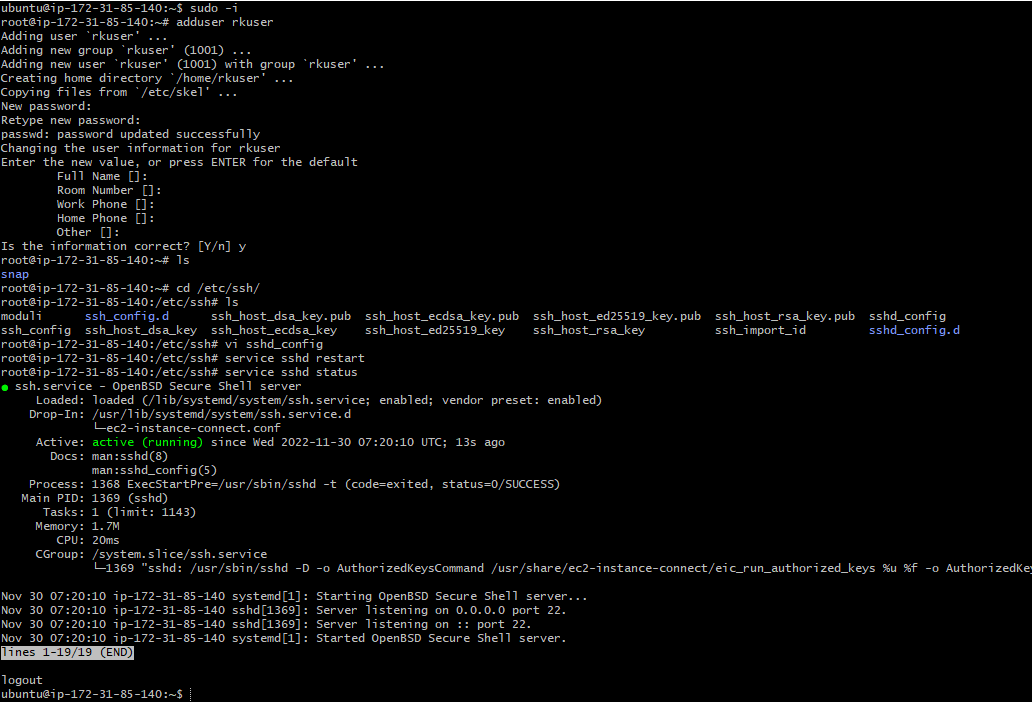 ubuntu@ip-172-31-85-140:~$ sudo -i
root@ip-172-31-85-140:~# adduser rkuser
Adding user `rkuser' ...
Adding new group `rkuser' (1001) ...
Adding new user `rkuser' (1001) with group `rkuser' ...
Creating home directory `/home/rkuser' ...
Copying files from `/etc/skel' ...
New password:
Retype new password:
passwd: password updated successfully
Changing the user information for rkuser
Enter the new value, or press ENTER for the default
        Full Name []:
        Room Number []:
        Work Phone []:
        Home Phone []:
        Other []:
Is the information correct? [Y/n] y
root@ip-172-31-85-140:~# ls
snap
root@ip-172-31-85-140:~# cd /etc/ssh/
root@ip-172-31-85-140:/etc/ssh# ls
moduli      ssh_config.d      ssh_host_dsa_key.pub  ssh_host_ecdsa_key.pub  ssh_host_ed25519_key.pub  ssh_host_rsa_key.pub  sshd_config
ssh_config  ssh_host_dsa_key  ssh_host_ecdsa_key    ssh_host_ed25519_key    ssh_host_rsa_key          ssh_import_id         sshd_config.d
root@ip-172-31-85-140:/etc/ssh# vi sshd_config
root@ip-172-31-85-140:/etc/ssh# service sshd restart
root@ip-172-31-85-140:/etc/ssh# service sshd status
● ssh.service - OpenBSD Secure Shell server
     Loaded: loaded (/lib/systemd/system/ssh.service; enabled; vendor preset: enabled)
    Drop-In: /usr/lib/systemd/system/ssh.service.d
             └─ec2-instance-connect.conf
     Active: active (running) since Wed 2022-11-30 07:20:10 UTC; 13s ago
       Docs: man:sshd(8)
             man:sshd_config(5)
    Process: 1368 ExecStartPre=/usr/sbin/sshd -t (code=exited, status=0/SUCCESS)
   Main PID: 1369 (sshd)
      Tasks: 1 (limit: 1143)
     Memory: 1.7M
        CPU: 20ms
     CGroup: /system.slice/ssh.service
             └─1369 "sshd: /usr/sbin/sshd -D -o AuthorizedKeysCommand /usr/share/ec2-instance-connect/eic_run_authorized_keys %u %f -o AuthorizedKey

Nov 30 07:20:10 ip-172-31-85-140 systemd[1]: Starting OpenBSD Secure Shell server...
Nov 30 07:20:10 ip-172-31-85-140 sshd[1369]: Server listening on 0.0.0.0 port 22.
Nov 30 07:20:10 ip-172-31-85-140 sshd[1369]: Server listening on :: port 22.
Nov 30 07:20:10 ip-172-31-85-140 systemd[1]: Started OpenBSD Secure Shell server.
lines 1-19/19 (END)

logout
ubuntu@ip-172-31-85-140:~$